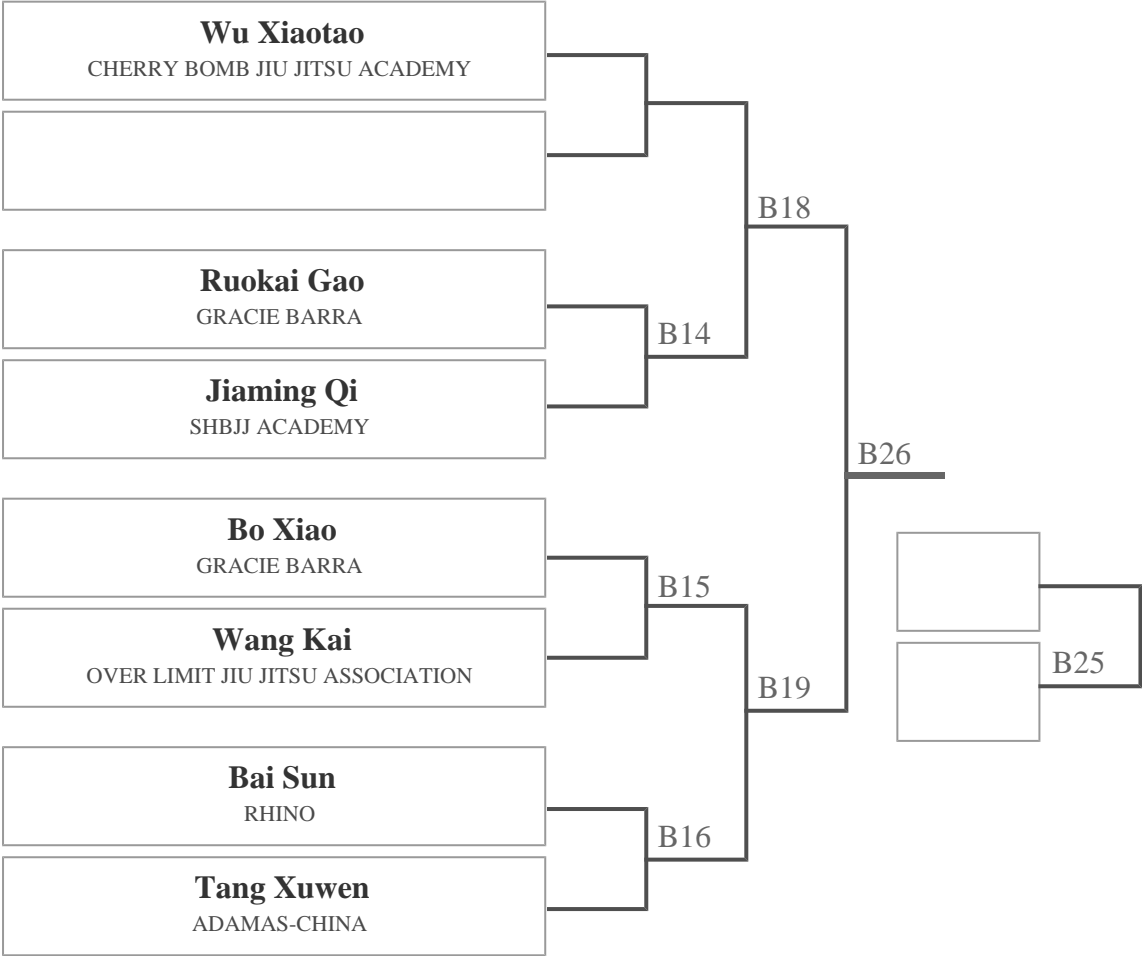 Wu Xiaotao
CHERRY BOMB JIU JITSU ACADEMY
B18
Ruokai Gao
GRACIE BARRA
B14
Jiaming Qi
SHBJJ ACADEMY
B26
Bo Xiao
GRACIE BARRA
B15
Wang Kai
OVER LIMIT JIU JITSU ASSOCIATION
B25
B19
Bai Sun
RHINO
B16
Tang Xuwen
ADAMAS-CHINA